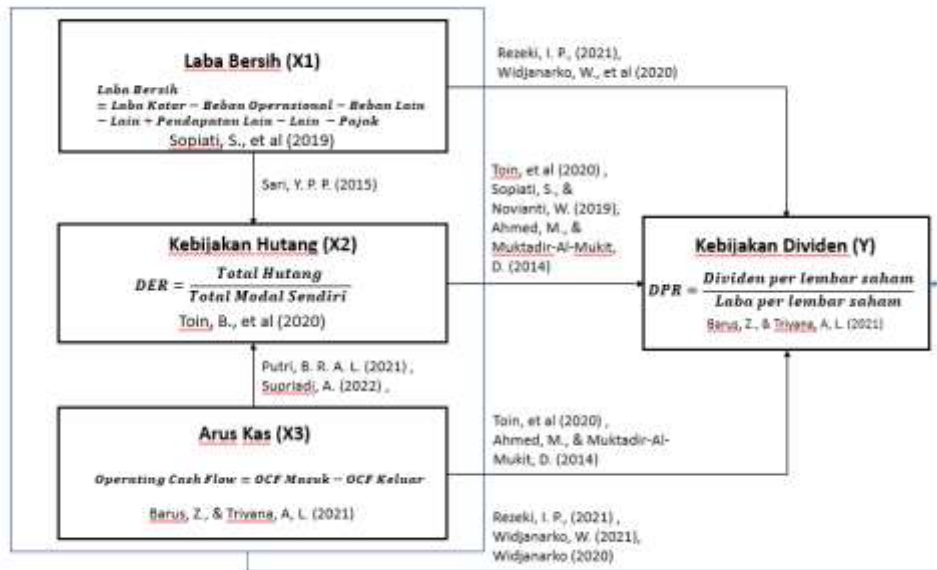 Laba Bersih (X1)
Laba Bersih
= Laba Kotor − Beban Operasional − Beban Lain
− Lain + Pendapatan Lain − Lain − Pajak
Sopiati, S., et al (2019)
Rezeki, I. P., (2021),
Widjanarko, W., et al (2020)
Sari, Y. P. P. (2015)
Toin, et al (2020) ,
Sopiati, S., &
Novianti, W. (2019),
Ahmed, M., &
Muktadir-Al-Mukit,
D. (2014)
Kebijakan Hutang (X2)
DER = Total Hutang
Total Modal Sendiri
Toin, B., et al (2020)
Kebijakan Dividen (Y)
DPR = Dividen per lembar saham
Laba per lembar saham
Barus, Z., & Trivana, A, L. (2021)
Putri, B. R. A. L. (2021) ,
Supriadi, A. (2022) ,
Arus Kas (X3)
Operating Cash Flow = OCF Masuk − OCF Keluar
Barus, Z., & Trivana, A, L. (2021)
Toin, et al (2020) ,
Ahmed, M., & Muktadir-Al-
Mukit, D. (2014)
Rezeki, I. P., (2021) ,
Widjanarko, W. (2021),
Widjanarko (2020)